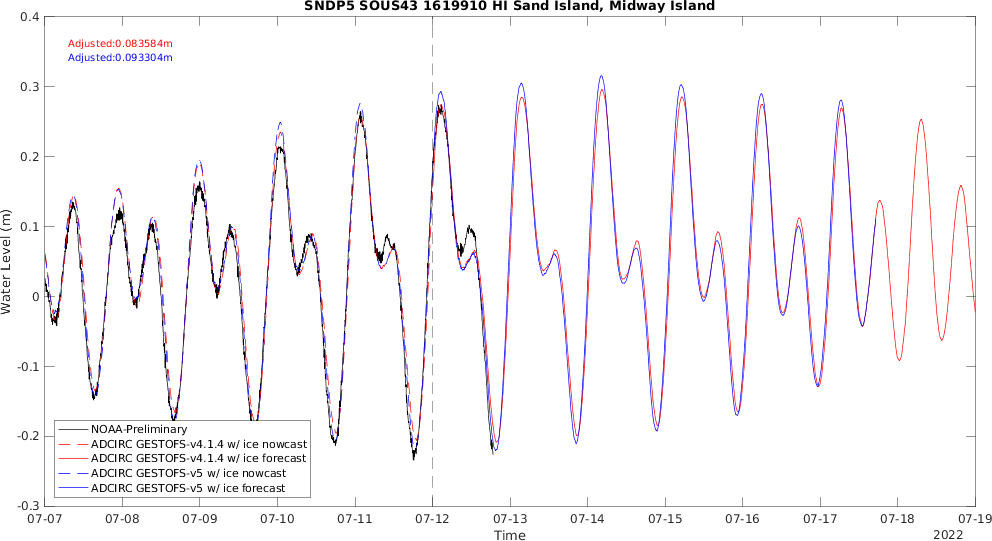 SNDP5 SOUS43 1619910 HI Sand Island, Midway Island
Adjusted:0.083584m
Adjusted:0.093304m
0.4
0.3
0.2
0.1
0
-0.1
-0.2
-0.3
Water Level (m)
NOAA-Preliminary
ADCIRC GESTOFS-v4.1.4 w/ ice nowcast
ADCIRC GESTOFS-v4.1.4 w/ ice forecast
ADCIRC GESTOFS-v5 w/ ice nowcast
ADCIRC GESTOFS-v5 w/ ice forecast
07-07 07-08 07-09 07-10 07-11 07-12 07-13 07-14 07-15 07-16 07-17 07-18 07-19
Time
2022